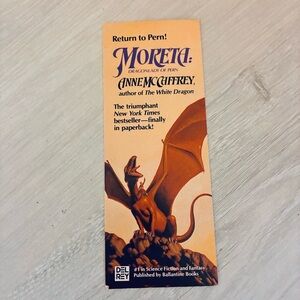 Return to Pern!
MORETA:
DRAGONLADY OF PERN
ANNE McCAFFREY,
author of The White Dragon
The triumphant
New York Times
bestseller—finally
in paperback!
DEL
REY
#1 in Science Fiction and Fantasy
Published by Ballantine Books